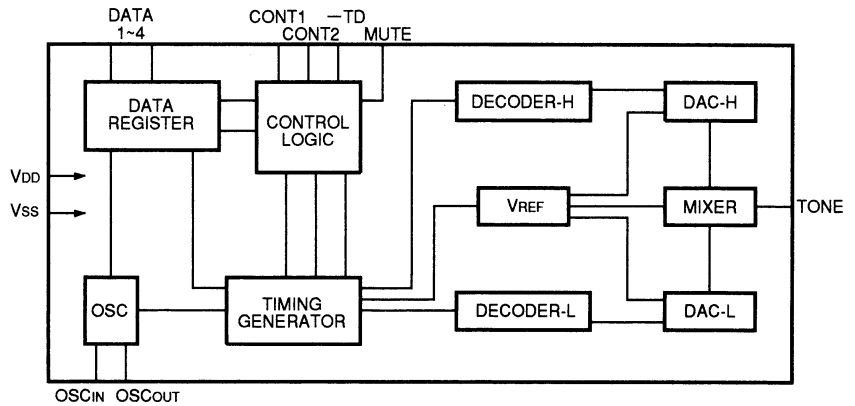 DATA
1~4
CONT1
—TD
CONT2
MUTE
DATA
REGISTER
CONTROL
LOGIC
DECODER-H
DAC-H
VDD
VSS
VREF
MIXER
TONE
OSC
TIMING
GENERATOR
DECODER-L
DAC-L
OSCIN
OSCOUT